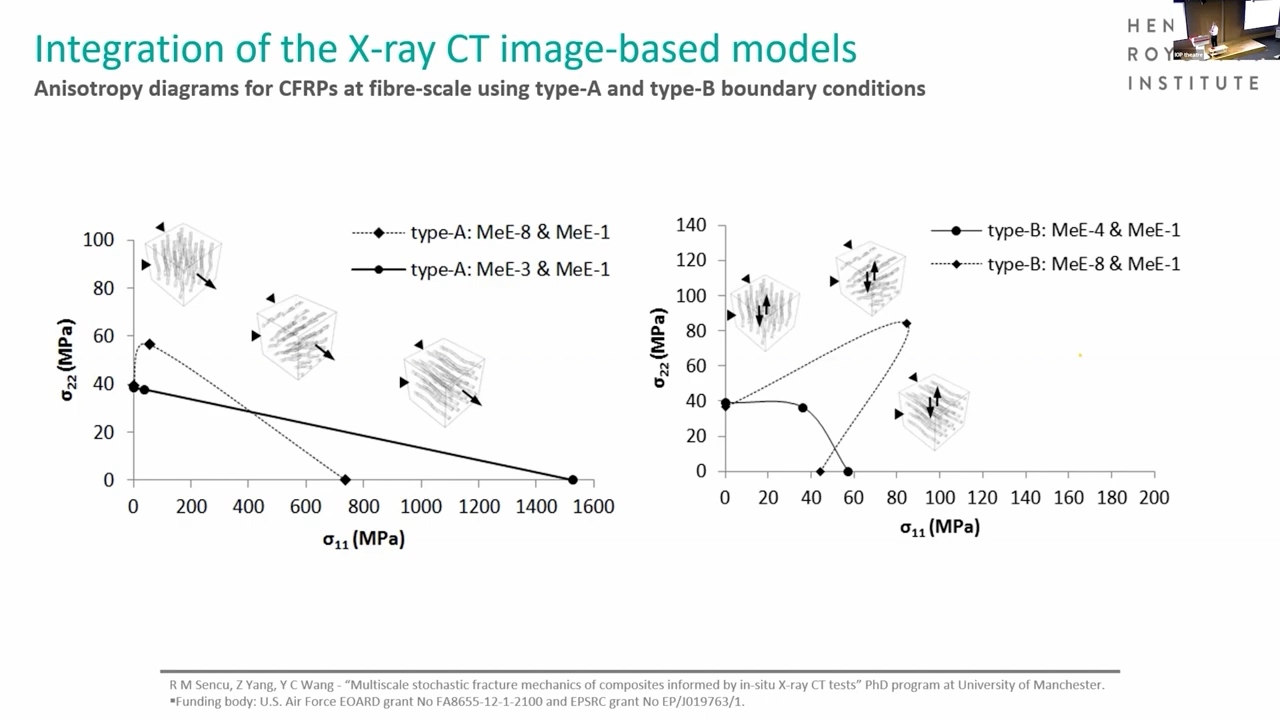 Integration of the X-ray CT image-based models
Anisotropy diagrams for CFRPs at fibre-scale using type-A and type-B boundary conditions
HEN
ROY
INSTITUTE
IOP theatre
type-A: MeE-8 & MeE-1
type-A: MeE-3 & MeE-1
100
80
60
40
20
0
σ22 (MPa)
0 200 400 600 800 1000 1200 1400 1600
σ11 (MPa)
type-B: MeE-4 & MeE-1
type-B: MeE-8 & MeE-1
140
120
100
80
60
40
20
0
σ22 (MPa)
0 20 40 60 80 100 120 140 160 180 200
σ11 (MPa)
R M Sencu, Z Yang, Y C Wang - “Multiscale stochastic fracture mechanics of composites informed by in-situ X-ray CT tests” PhD program at University of Manchester.
▪Funding body: U.S. Air Force EOARD grant No FA8655-12-1-2100 and EPSRC grant No EP/J019763/1.